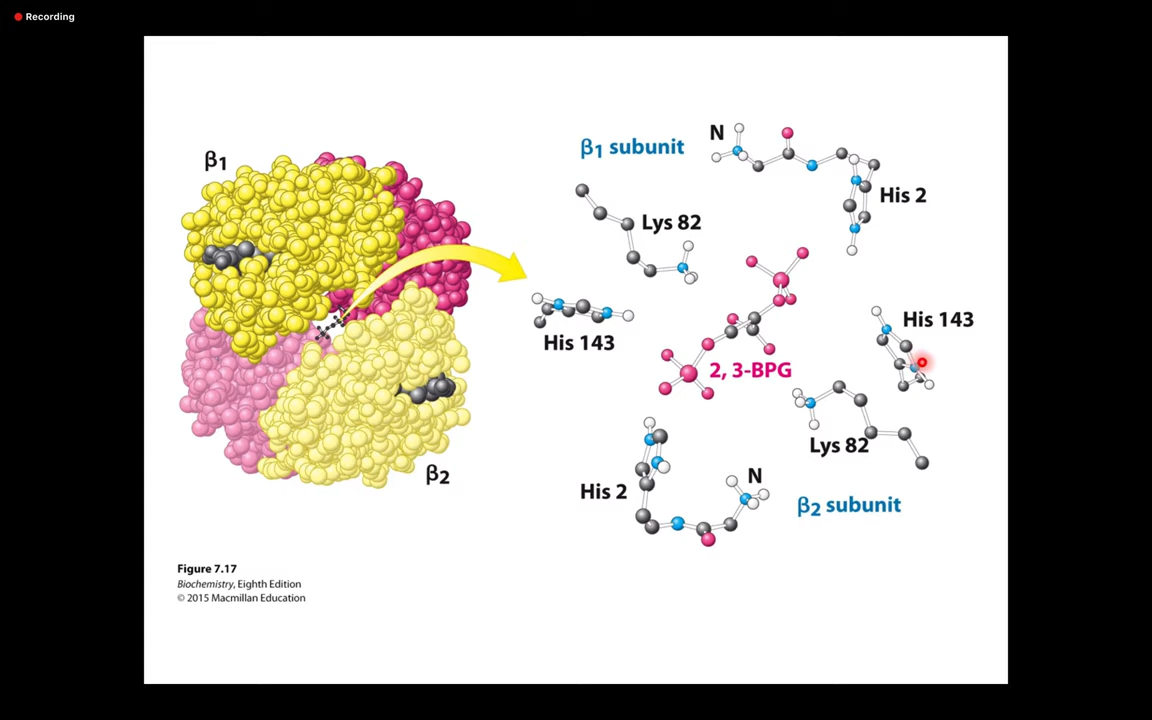 Recording
β1
β2
β1 subunit
N
His 2
Lys 82
His 143
His 143
2, 3-BPG
Lys 82
His 2
N
β2 subunit
Figure 7.17
Biochemistry, Eighth Edition
© 2015 Macmillan Education